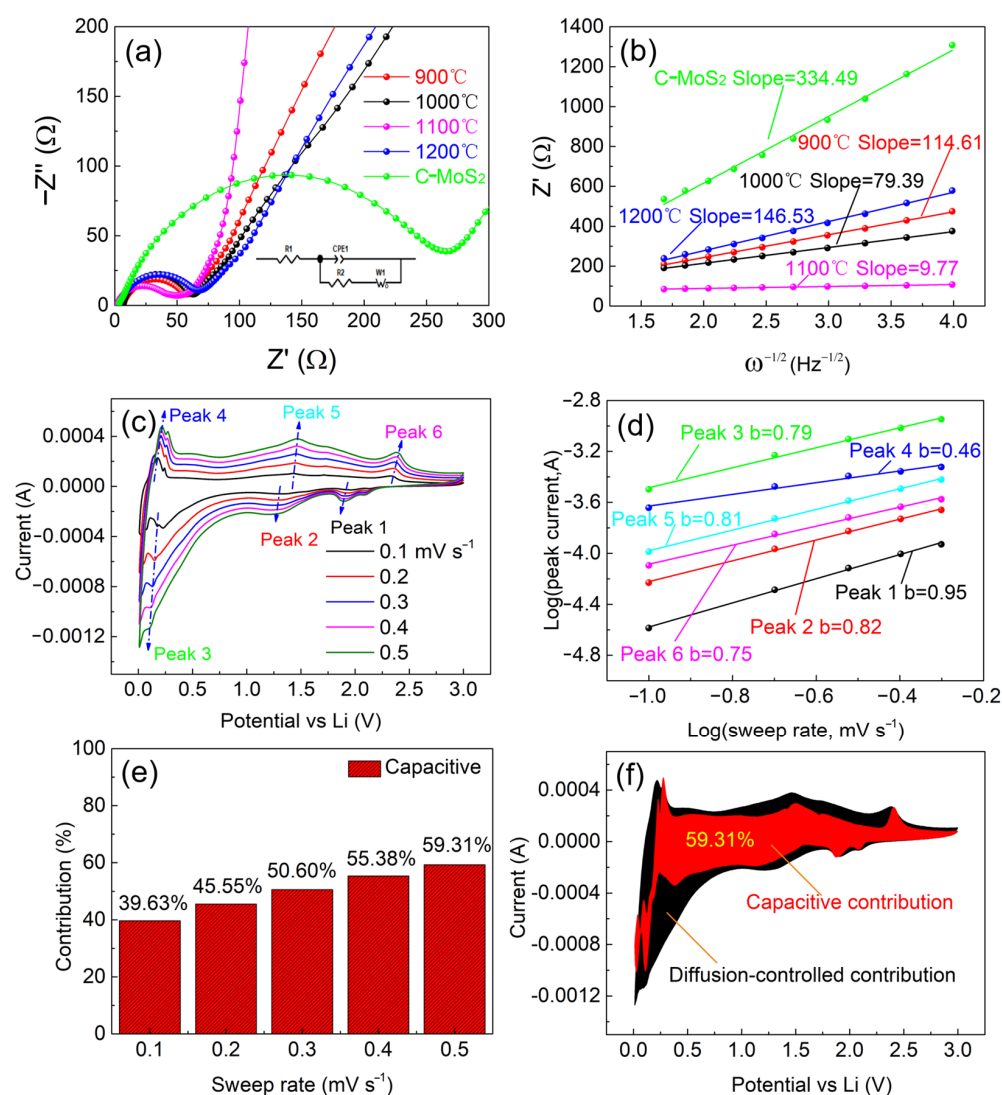 (a)
−Z'' (Ω)
200
150
100
50
0
900℃
1000℃
1100℃
1200℃
C-MoS2
R1
CPE1
R2
W1
0
50
100
150
200
250
300
Z' (Ω)
(b)
Z' (Ω)
1400
1200
1000
800
600
400
200
0
C-MoS2 Slope=334.49
900℃ Slope=114.61
1000℃ Slope=79.39
1200℃ Slope=146.53
1100℃ Slope=9.77
1.5
2.0
2.5
3.0
3.5
4.0
ω−1/2 (Hz−1/2)
(c)
Current (A)
0.0004
0.0000
−0.0004
−0.0008
−0.0012
Peak 4
Peak 5
Peak 6
Peak 1
Peak 2
Peak 3
0.1 mV s−1
0.2
0.3
0.4
0.5
0.0
0.5
1.0
1.5
2.0
2.5
3.0
Potential vs Li (V)
(d)
Log(peak current,A)
−2.8
−3.2
−3.6
−4.0
−4.4
−4.8
Peak 3 b=0.79
Peak 4 b=0.46
Peak 5 b=0.81
Peak 1 b=0.95
Peak 2 b=0.82
Peak 6 b=0.75
−1.0
−0.8
−0.6
−0.4
−0.2
Log(sweep rate, mV s−1)
(e)
Contribution (%)
100
80
60
40
20
0
Capacitive
39.63%
45.55%
50.60%
55.38%
59.31%
0.1
0.2
0.3
0.4
0.5
Sweep rate (mV s−1)
(f)
Current (A)
0.0004
0.0000
-0.0004
-0.0008
-0.0012
59.31%
Capacitive contribution
Diffusion-controlled contribution
0.0
0.5
1.0
1.5
2.0
2.5
3.0
Potential vs Li (V)